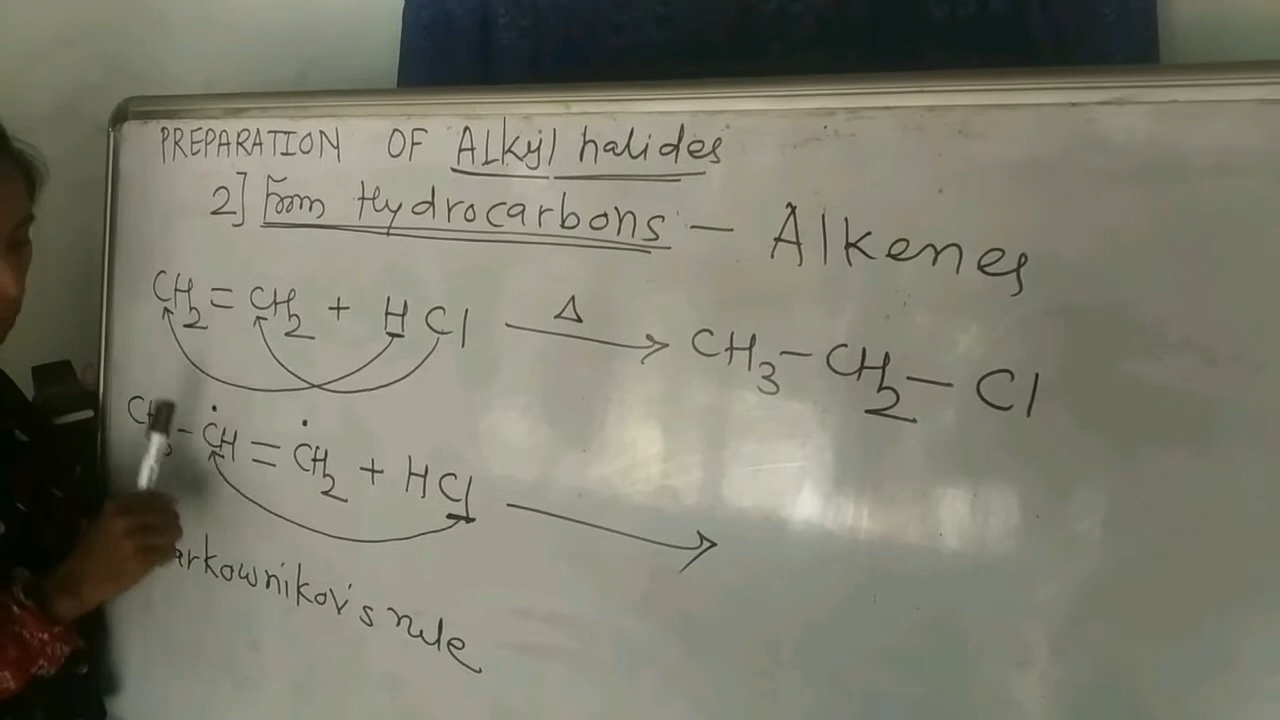 PREPARATION OF Alkyl halides
2] From Hydrocarbons - Alkenes
CH2 = CH2 + HCl Δ → CH3 - CH2 - Cl
- CH = CH2 + HCl →
arkownikov's rule